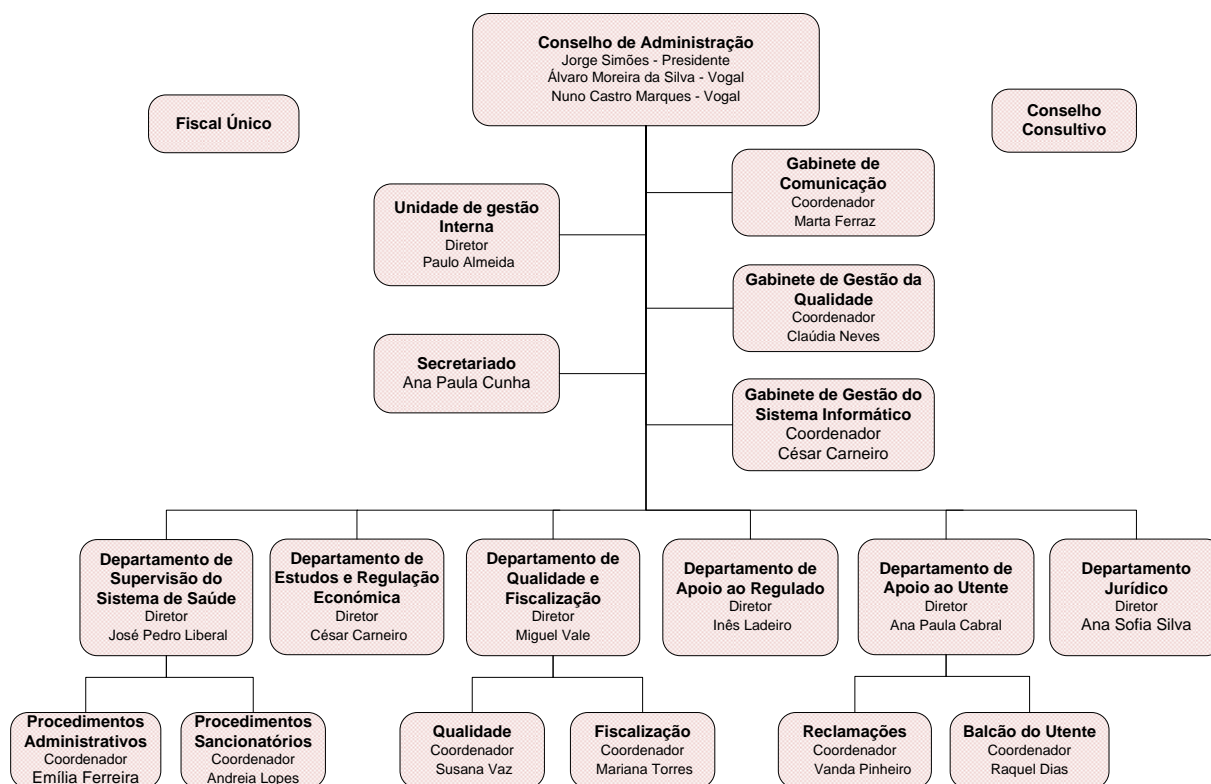 Conselho de Administração
Jorge Simões - Presidente
Álvaro Moreira da Silva - Vogal
Nuno Castro Marques - Vogal
Fiscal Único
Conselho
Consultivo
Gabinete de
Comunicação
Coordenador
Marta Ferraz
Unidade de gestão
Interna
Diretor
Paulo Almeida
Gabinete de Gestão da
Qualidade
Coordenador
Claúdia Neves
Secretariado
Ana Paula Cunha
Gabinete de Gestão do
Sistema Informático
Coordenador
César Carneiro
Departamento de
Supervisão do
Sistema de Saúde
Diretor
José Pedro Liberal
Departamento de
Estudos e Regulação
Económica
Diretor
César Carneiro
Departamento de
Qualidade e
Fiscalização
Diretor
Miguel Vale
Departamento de
Apoio ao Regulado
Diretor
Inês Ladeiro
Departamento de
Apoio ao Utente
Diretor
Ana Paula Cabral
Departamento
Jurídico
Diretor
Ana Sofia Silva
Procedimentos
Administrativos
Coordenador
Emília Ferreira
Procedimentos
Sancionatórios
Coordenador
Andreia Lopes
Qualidade
Coordenador
Susana Vaz
Fiscalização
Coordenador
Mariana Torres
Reclamações
Coordenador
Vanda Pinheiro
Balcão do Utente
Coordenador
Raquel Dias